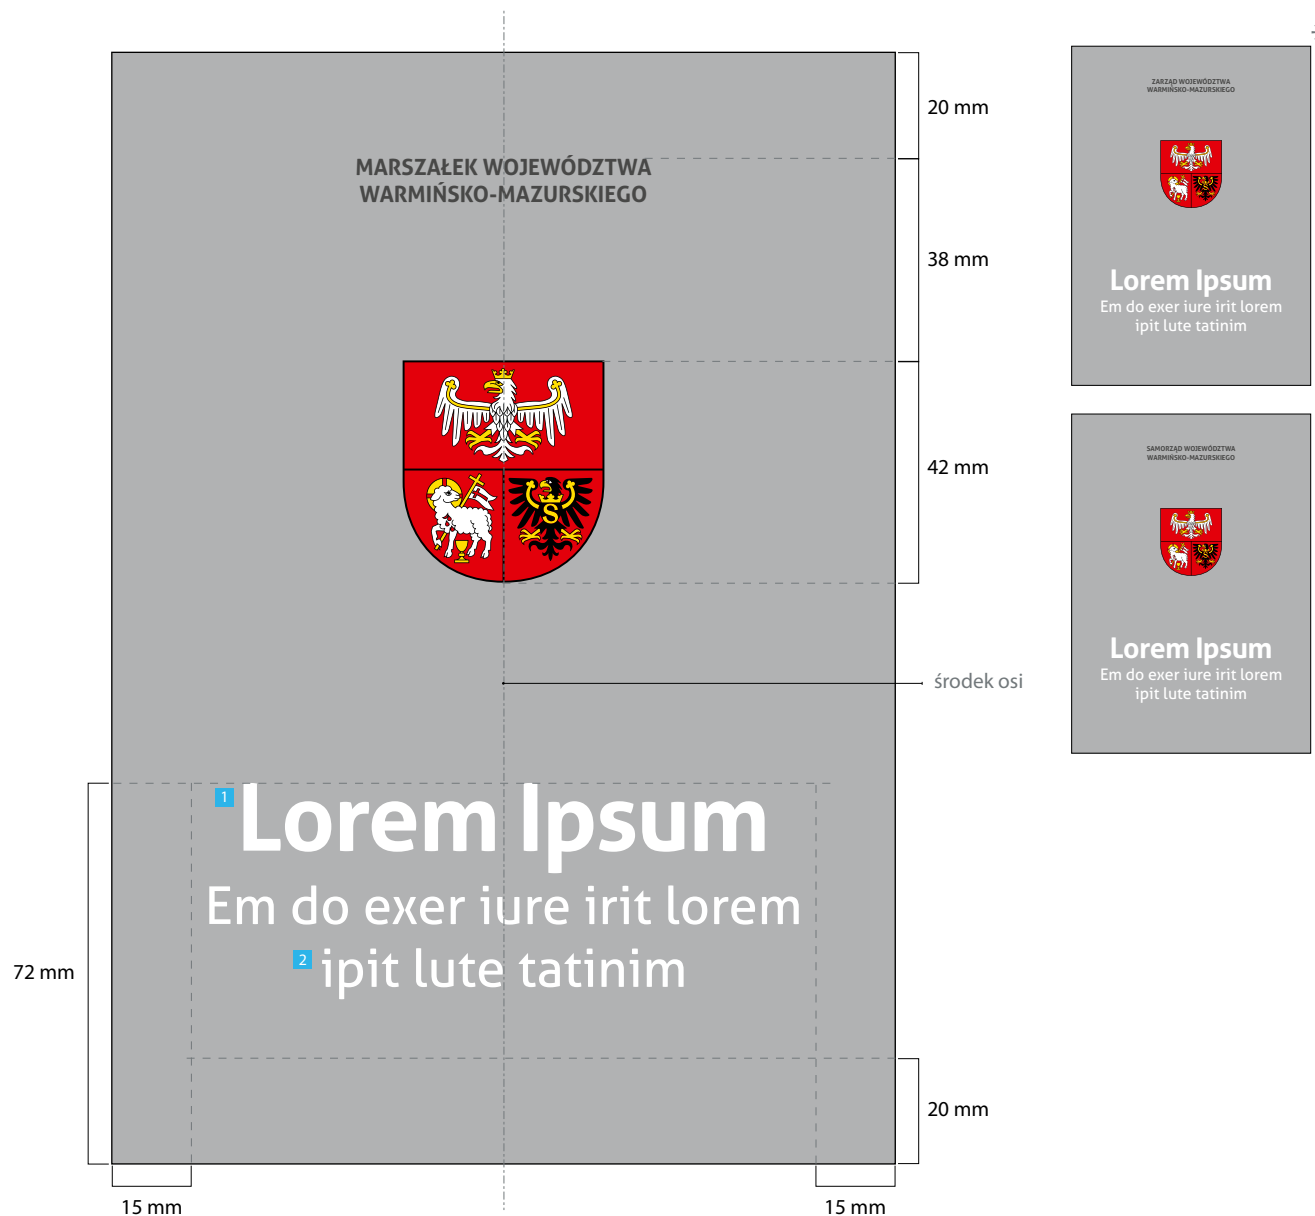 MARSZAŁEK WOJEWÓDZTWA
WARMIŃSKO-MAZURSKIEGO
S
20 mm
38 mm
42 mm
środek osi
1
Lorem Ipsum
Em do exer iure irit lorem
2
ipit lute tatinim
72 mm
20 mm
15 mm
15 mm
ZARZĄD WOJEWÓDZTWA
WARMIŃSKO-MAZURSKIEGO
Lorem Ipsum
Em do exer iure irit lorem
ipit lute tatinim
SAMORZĄD WOJEWÓDZTWA
WARMIŃSKO-MAZURSKIEGO
Lorem Ipsum
Em do exer iure irit lorem
ipit lute tatinim